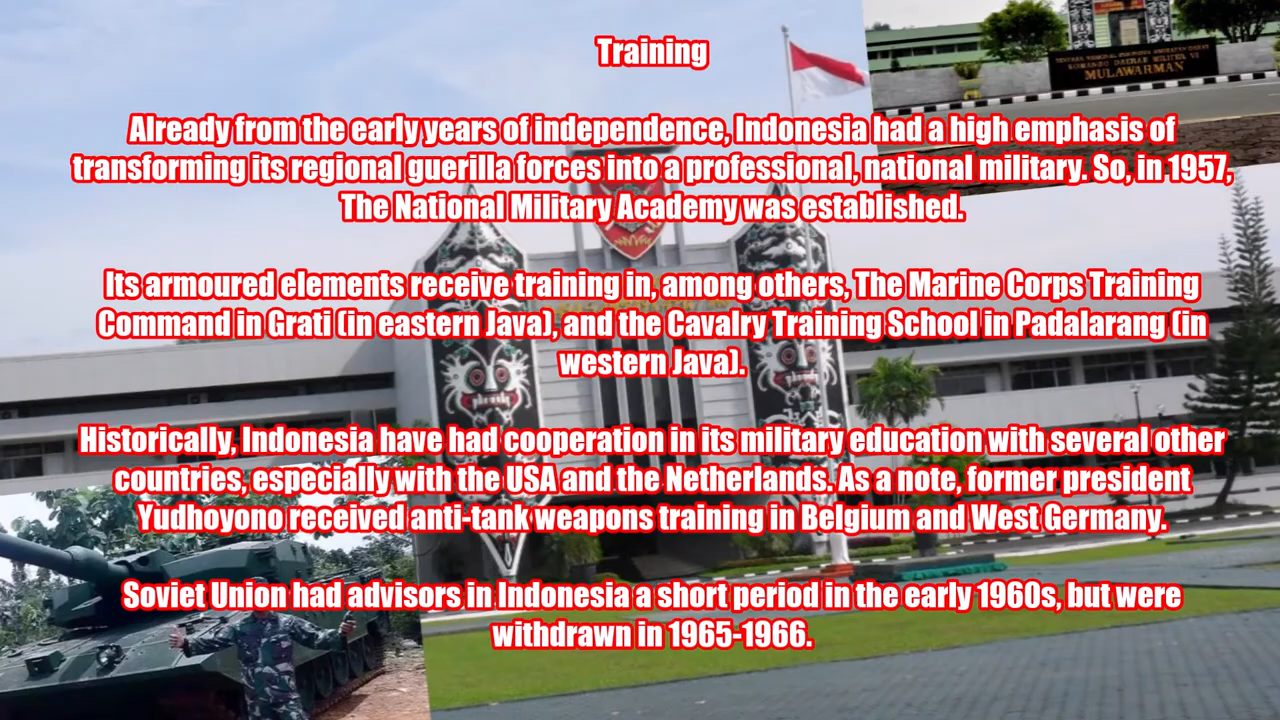 Training
KOMANDO DAERAH MILITER VI
MULAWARMAN
Already from the early years of independence, Indonesia had a high emphasis of
transforming its regional guerilla forces into a professional, national military. So, in 1957,
The National Military Academy was established.
Its armoured elements receive training in, among others, The Marine Corps Training
Command in Grati (in eastern Java), and the Cavalry Training School in Padalarang (in
western Java).
Historically, Indonesia have had cooperation in its military education with several other
countries, especially with the USA and the Netherlands. As a note, former president
Yudhoyono received anti-tank weapons training in Belgium and West Germany.
Soviet Union had advisors in Indonesia a short period in the early 1960s, but were
withdrawn in 1965-1966.